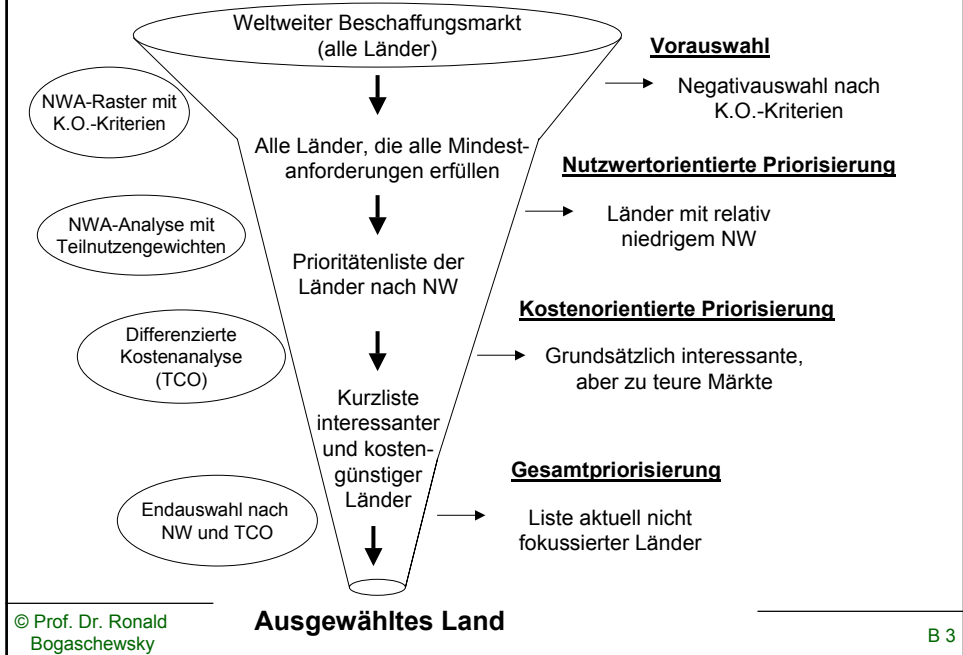 Weltweiter Beschaffungsmarkt
(alle Länder)
Vorauswahl
NWA-Raster mit
K.O.-Kriterien
Negativauswahl nach
K.O.-Kriterien
Alle Länder, die alle Mindest-
anforderungen erfüllen
Nutzwertorientierte Priorisierung
NWA-Analyse mit
Teilnutzengewichten
Länder mit relativ
niedrigem NW
Prioritätenliste der
Länder nach NW
Kostenorientierte Priorisierung
Differenzierte
Kostenanalyse
(TCO)
Grundsätzlich interessante,
aber zu teure Märkte
Kurzliste
interessanter
und kosten-
günstiger
Länder
Gesamtpriorisierung
Endauswahl nach
NW und TCO
Liste aktuell nicht
fokussierter Länder
Ausgewähltes Land
© Prof. Dr. Ronald
Bogaschewsky
B 3